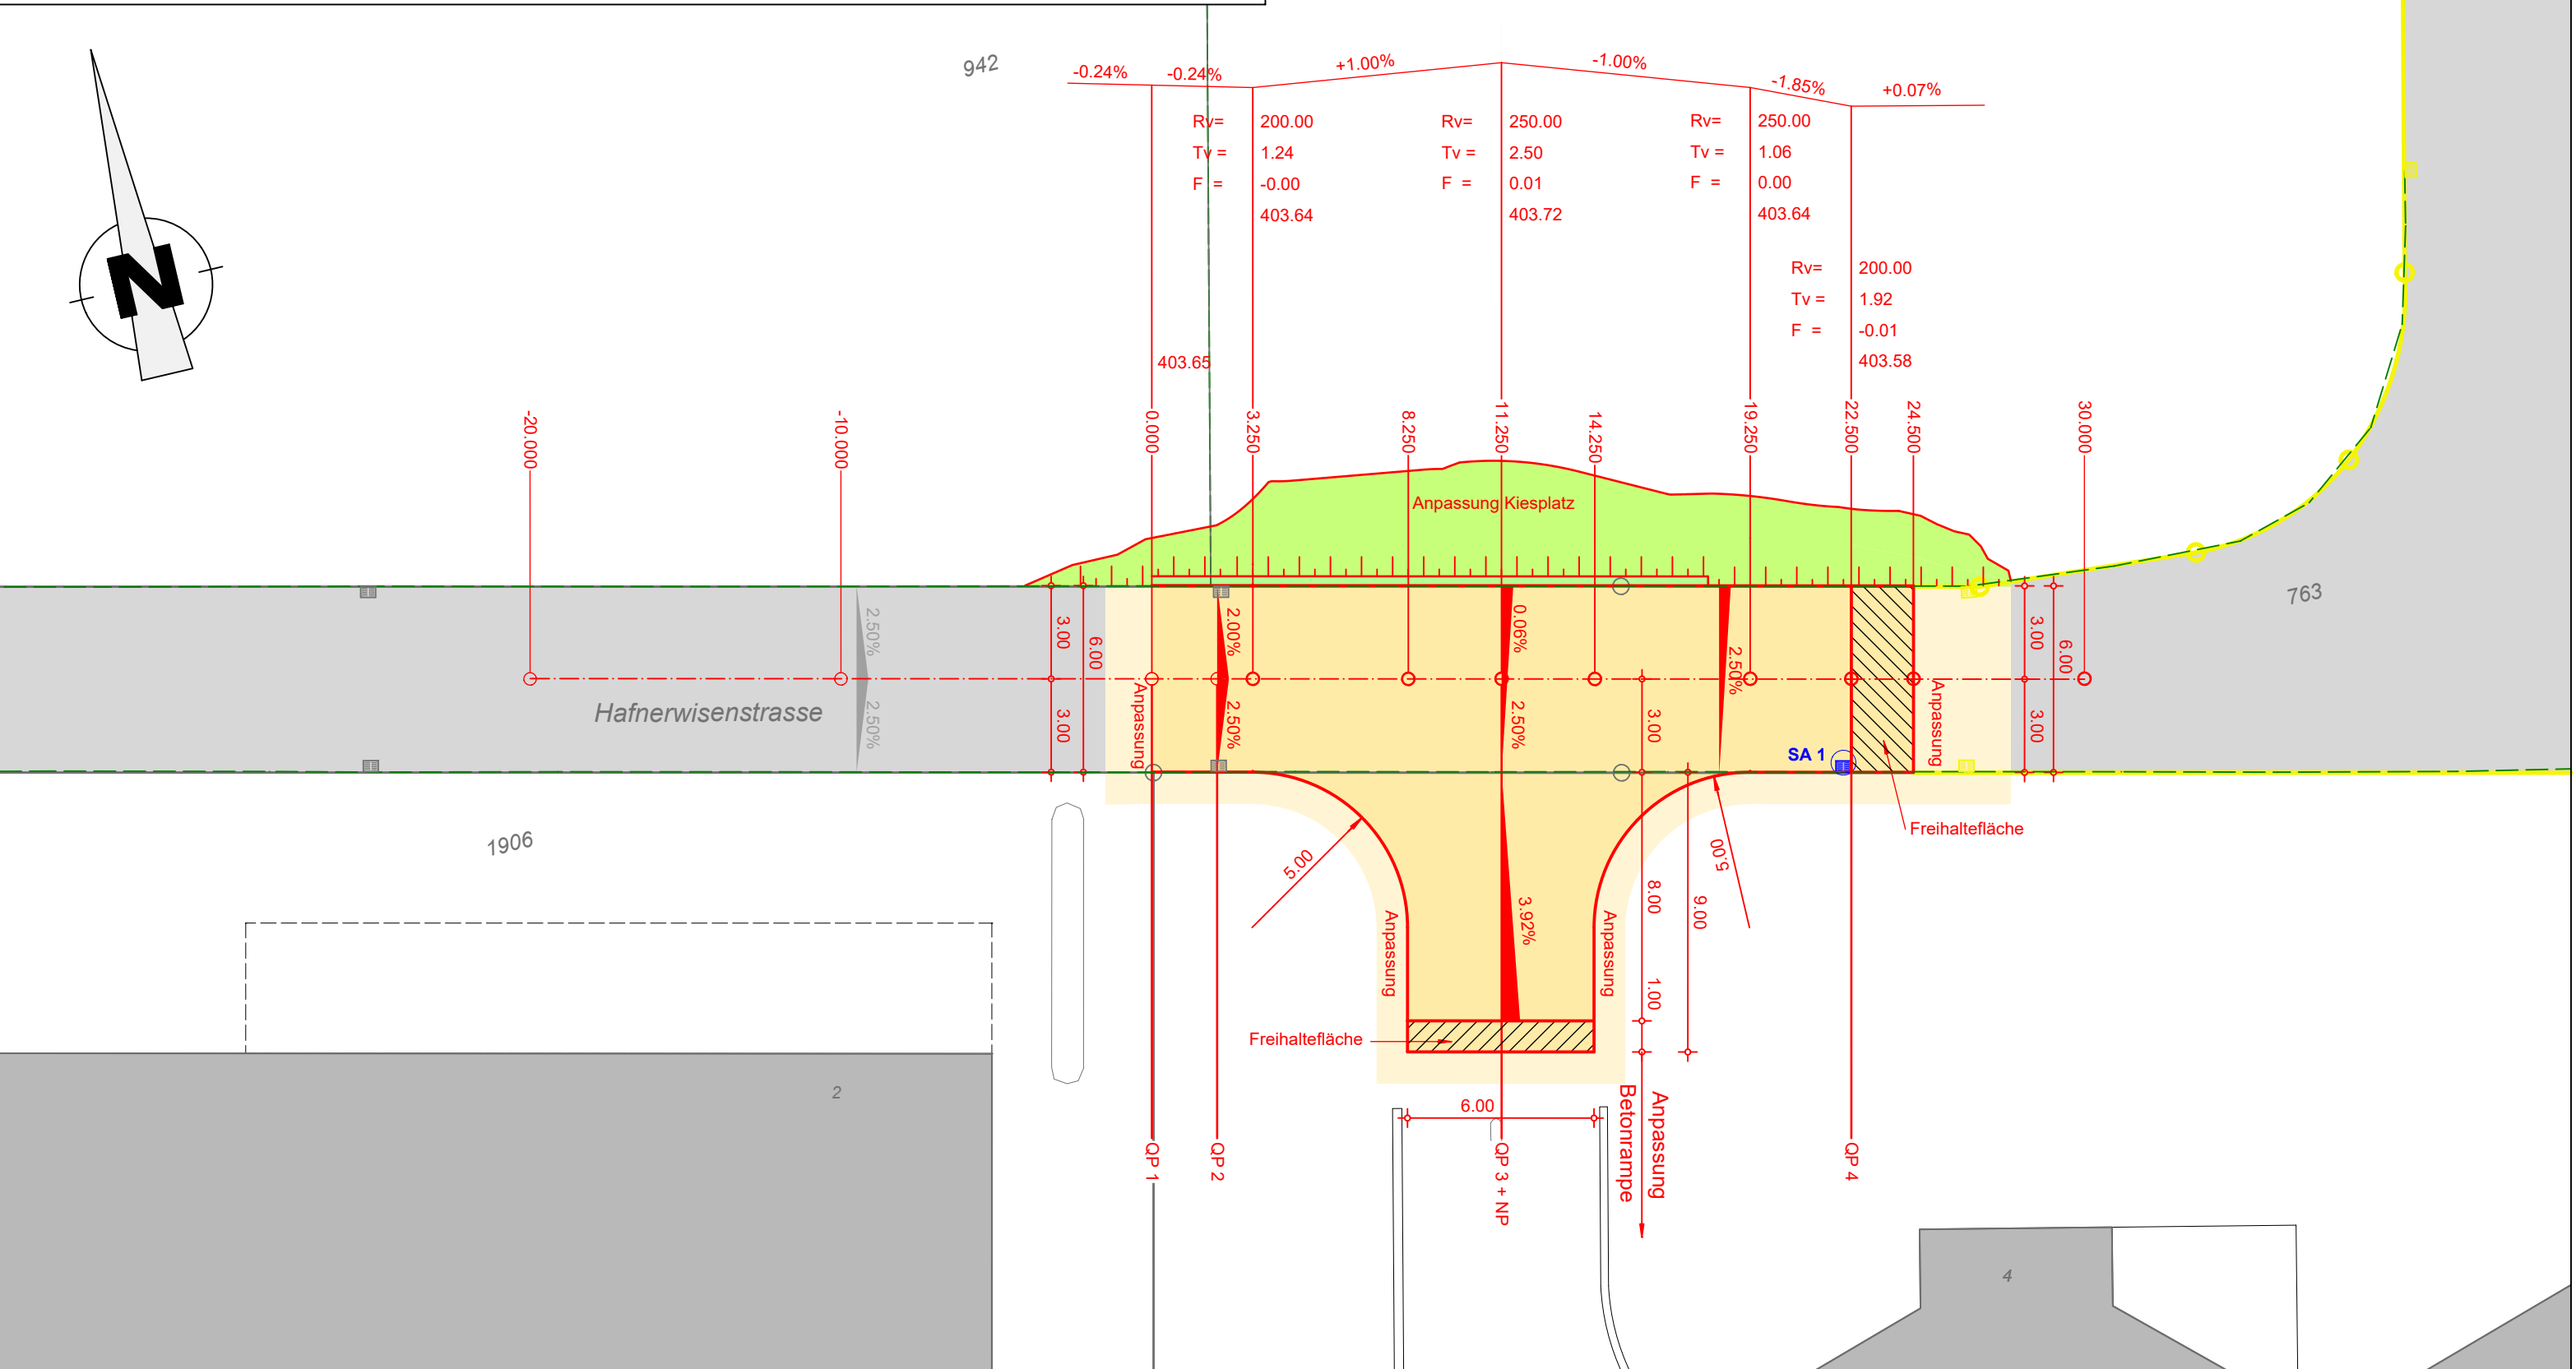 942
-0.24%
-0.24%
+1.00%
-1.00%
-1.85%
+0.07%
Rv= 200.00
Tv = 1.24
F = -0.00
403.64
Rv= 250.00
Tv = 2.50
F = 0.01
403.72
Rv= 250.00
Tv = 1.06
F = 0.00
403.64
Rv= 200.00
Tv = 1.92
F = -0.01
403.58
403.65
N
-20.000
-10.000
0.000
3.250
8.250
11.250
14.250
19.250
22.500
24.500
30.000
Anpassung Kiesplatz
763
2.50%
2.50%
3.00
3.00
6.00
Anpassung
2.00%
2.50%
0.06%
2.50%
2.50%
3.00
Anpassung
3.00
3.00
6.00
Hafnerwisenstrasse
SA 1
Freihaltefläche
1906
5.00
5.00
3.92%
8.00
9.00
1.00
Anpassung
Anpassung
Freihaltefläche
6.00
Anpassung
Betonrampe
2
QP 1
QP 2
QP 3 + NP
QP 4
4